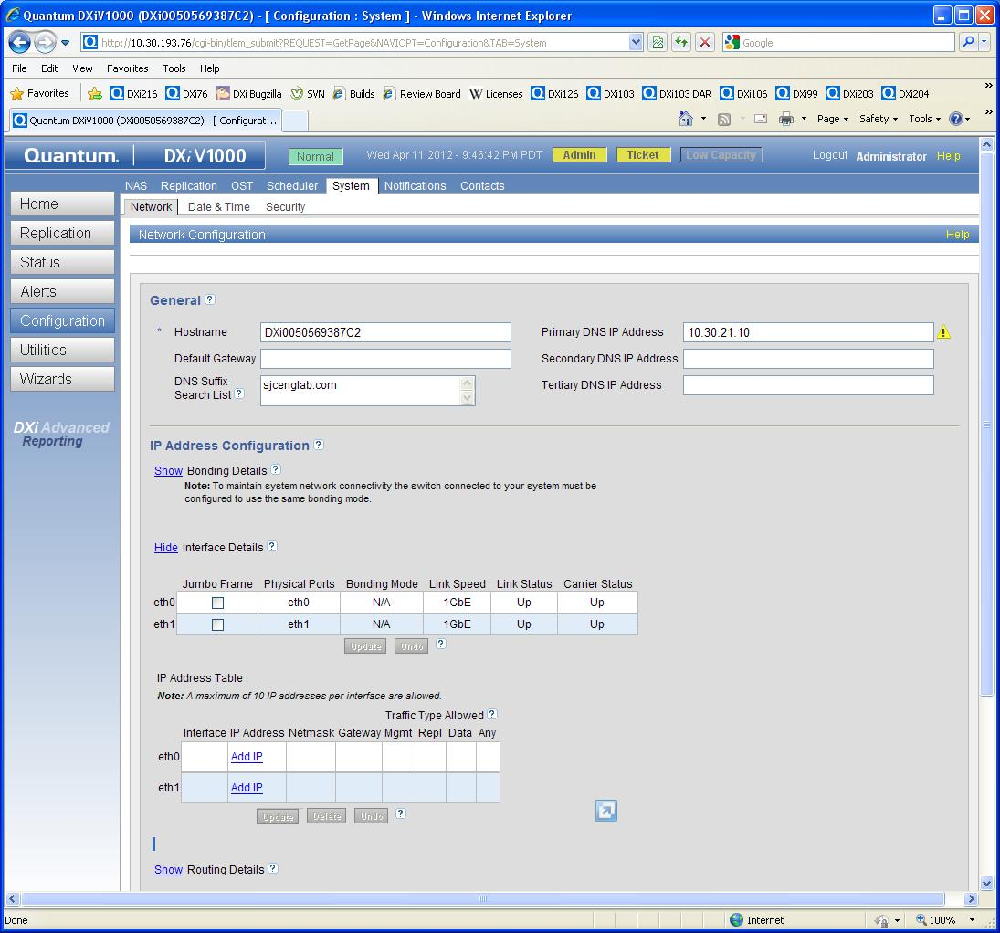 Quantum DXiV1000 (DXi0050569387C2) - [ Configuration : System ] - Windows Internet Explorer
http://10.30.193.76/cgi-bin/tlem_submit?REQUEST=GetPage&NAVIOPT=Configuration&TAB=System
Google
File Edit View Favorites Tools Help
Favorites DXi216 DXi76 DXi Bugzilla SVN Builds Review Board Licenses DXi126 DXi103 DXi103 DAR DXi106 DXi99 DXi203 DXi204 »
Quantum DXiV1000 (DXi0050569387C2) - [ Configurat... Page Safety Tools »
Quantum. DXi V1000 Normal Wed Apr 11 2012 - 9:46:42 PM PDT Admin Ticket Low Capacity Logout Administrator Help
NAS Replication OST Scheduler System Notifications Contacts
Network Date & Time Security
Home
Replication
Status
Alerts
Configuration
Utilities
Wizards
DXi Advanced
Reporting
Network Configuration Help
General ?
* Hostname DXi0050569387C2 Primary DNS IP Address 10.30.21.10
Default Gateway Secondary DNS IP Address
DNS Suffix
Search List ? sjcenglab.com Tertiary DNS IP Address
IP Address Configuration ?
Show Bonding Details ?
Note: To maintain system network connectivity the switch connected to your system must be
configured to use the same bonding mode.
Hide Interface Details ?
Jumbo Frame Physical Ports Bonding Mode Link Speed Link Status Carrier Status
eth0 eth0 N/A 1GbE Up Up
eth1 eth1 N/A 1GbE Up Up
Update Undo ?
IP Address Table
Note: A maximum of 10 IP addresses per interface are allowed.
Traffic Type Allowed ?
Interface IP Address Netmask Gateway Mgmt Repl Data Any
eth0 Add IP
eth1 Add IP
Update Delete Undo ?
Show Routing Details ?
Done Internet 100%